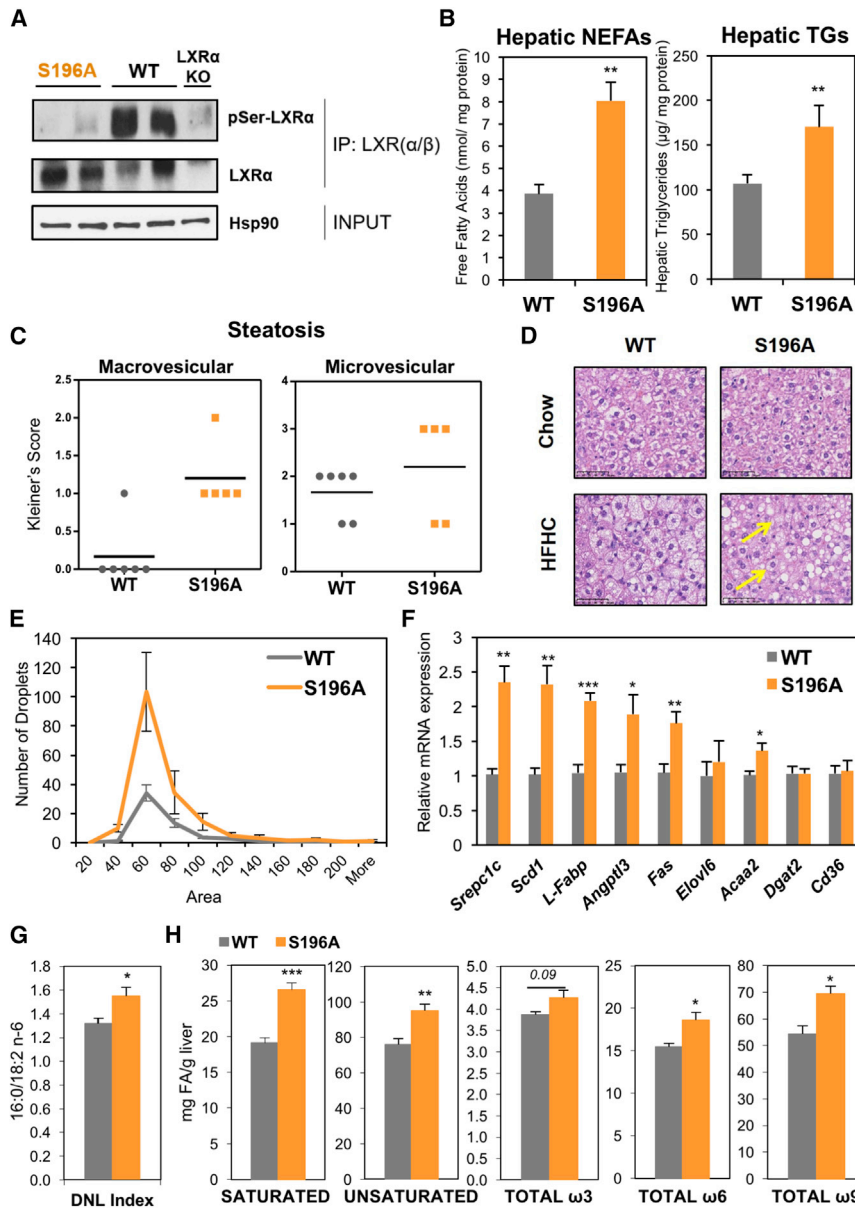 A
S196A
WT
LXRα
KO
pSer-LXRα
LXRα
IP: LXR(α/β)
Hsp90
INPUT
B
Hepatic NEFAs
Free Fatty Acids (nmol/ mg protein)
10
9
8
7
6
5
4
3
2
1
0
**
WT
S196A
Hepatic TGs
Hepatic Triglycerides (µg/ mg protein)
250
200
150
100
50
0
**
WT
S196A
C
Steatosis
Macrovesicular
Kleiner's Score
2.5
2.0
1.5
1.0
0.5
0.0
WT
S196A
Microvesicular
4
3
2
1
0
WT
S196A
D
WT
S196A
Chow
HFHC
E
Number of Droplets
140
120
100
80
60
40
20
0
WT
S196A
20
40
60
80
100
120
140
160
180
200
More
Area
F
Relative mRNA expression
3
2.5
2
1.5
1
0.5
0
WT
S196A
**
**
***
*
**
*
Srepc1c
Scd1
L-Fabp
Angptl3
Fas
Elovl6
Acaa2
Dgat2
Cd36
G
16:0/18:2 n-6
1.8
1.6
1.4
1.2
1.0
0.8
0.6
0.4
0.2
0.0
*
DNL Index
H
WT
S196A
mg FA/g liver
30
25
20
15
10
5
0
***
SATURATED
120
100
80
60
40
20
0
**
UNSATURATED
5.0
4.5
4.0
3.5
3.0
2.5
2.0
1.5
1.0
0.5
0.0
0.09
TOTAL ω3
25
20
15
10
5
0
*
TOTAL ω6
90
80
70
60
50
40
30
20
10
0
*
TOTAL ω9